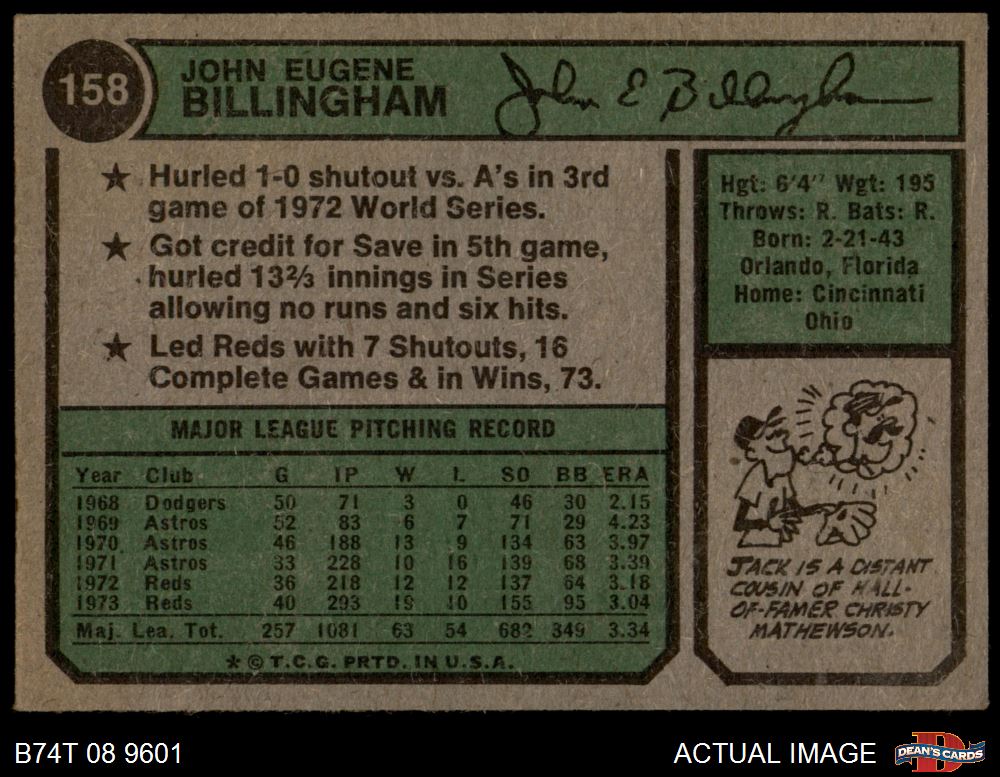 158
JOHN EUGENE
BILLINGHAM
John E Billingham
★ Hurled 1-0 shutout vs. A's in 3rd
game of 1972 World Series.
★ Got credit for Save in 5th game,
hurled 13⅔ innings in Series
allowing no runs and six hits.
★ Led Reds with 7 Shutouts, 16
Complete Games & in Wins, 73.
Hgt: 6'4" Wgt: 195
Throws: R. Bats: R.
Born: 2-21-43
Orlando, Florida
Home: Cincinnati
Ohio
MAJOR LEAGUE PITCHING RECORD
Year Club G IP W L SO BB ERA
1968 Dodgers 50 71 3 0 46 30 2.15
1969 Astros 52 83 6 7 71 29 4.23
1970 Astros 46 188 13 9 134 63 3.97
1971 Astros 33 228 10 16 139 68 3.39
1972 Reds 36 218 12 12 137 64 3.18
1973 Reds 40 293 19 10 155 95 3.04
Maj. Lea. Tot. 257 1081 63 54 682 349 3.34
★ © T.C.G. PRTD. IN U.S.A.
JACK IS A DISTANT
COUSIN OF HALL-
OF-FAMER CHRISTY
MATHEWSON.
B74T 08 9601
ACTUAL IMAGE
D
DEAN'S CARDS